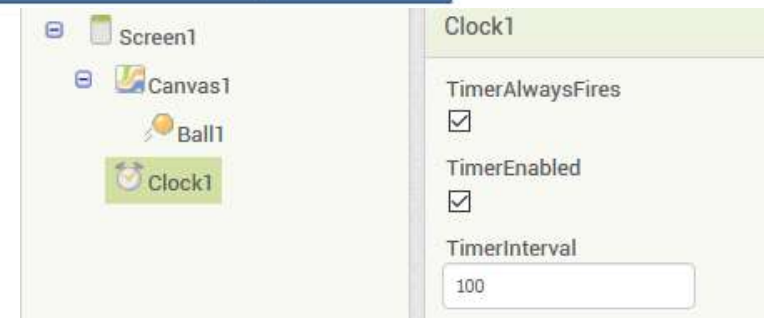 Screen1
Canvas1
Ball1
Clock1
Clock1
TimerAlwaysFires
TimerEnabled
TimerInterval
100